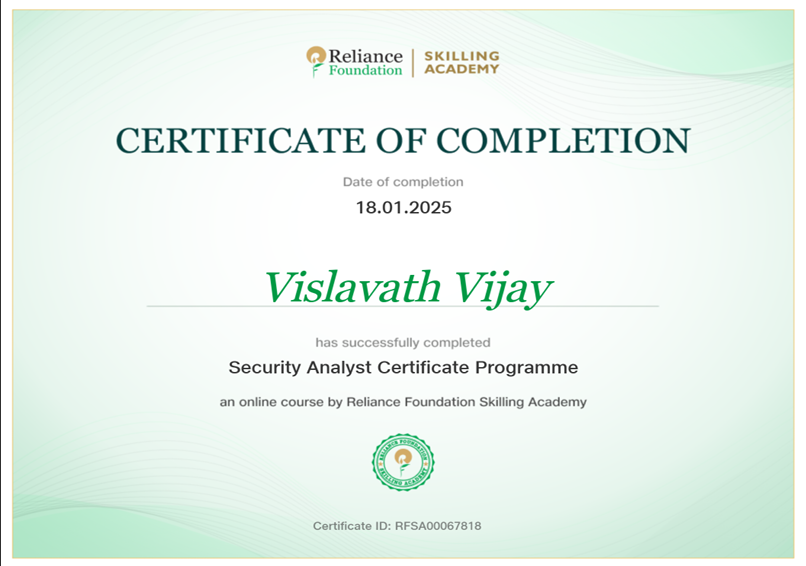 Reliance Foundation | SKILLING ACADEMY
CERTIFICATE OF COMPLETION
Date of completion
18.01.2025
Vislavath Vijay
has successfully completed
Security Analyst Certificate Programme
an online course by Reliance Foundation Skilling Academy
RELIANCE FOUNDATION
SKILLING ACADEMY
Certificate ID: RFSA00067818